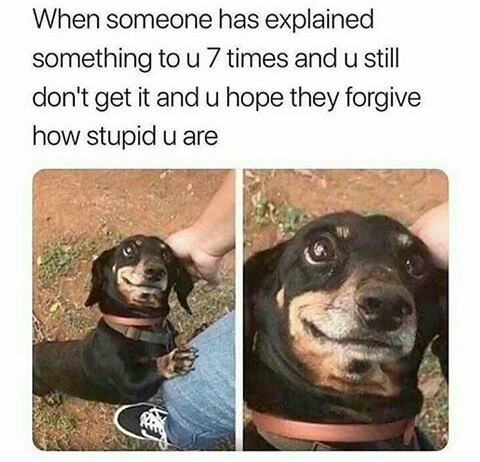 When someone has explained
something to u 7 times and u still
don't get it and u hope they forgive
how stupid u are